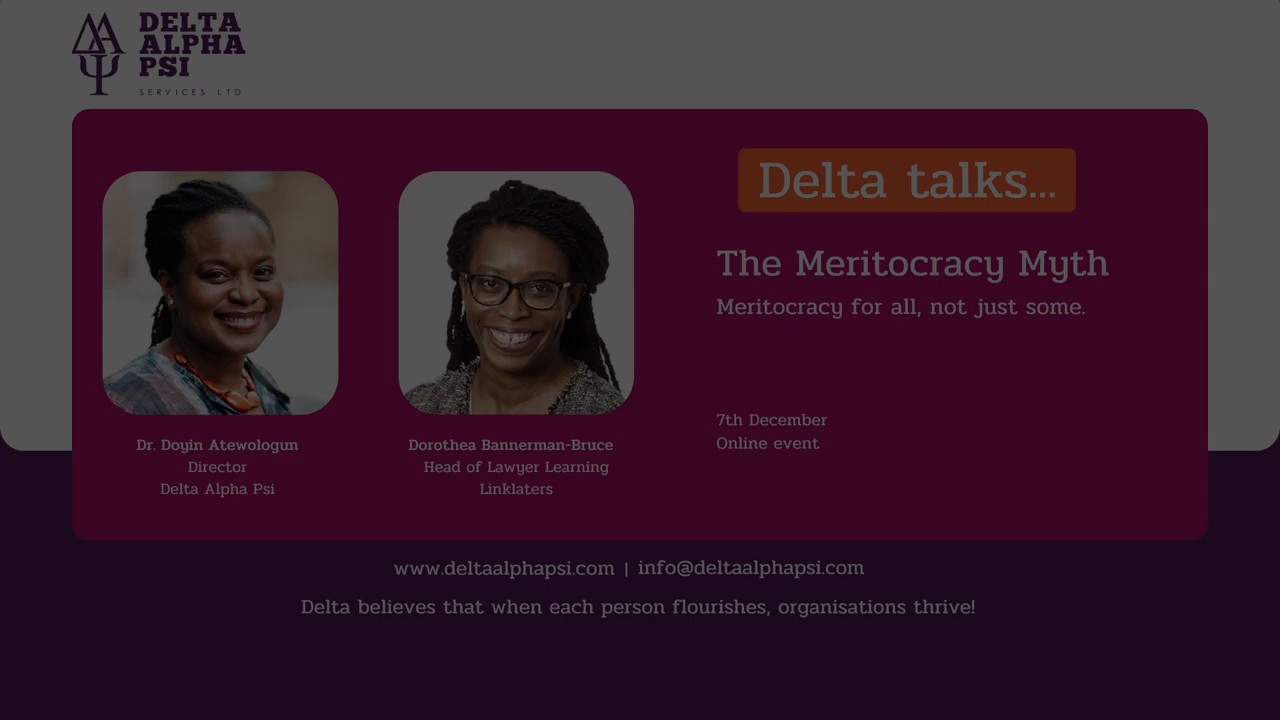 DELTA
ALPHA
PSI
SERVICES LTD
Delta talks...
The Meritocracy Myth
Meritocracy for all, not just some.
7th December
Online event
Dr. Doyin Atewologun
Director
Delta Alpha Psi
Dorothea Bannerman-Bruce
Head of Lawyer Learning
Linklaters
www.deltaalphapsi.com | info@deltaalphapsi.com
Delta believes that when each person flourishes, organisations thrive!